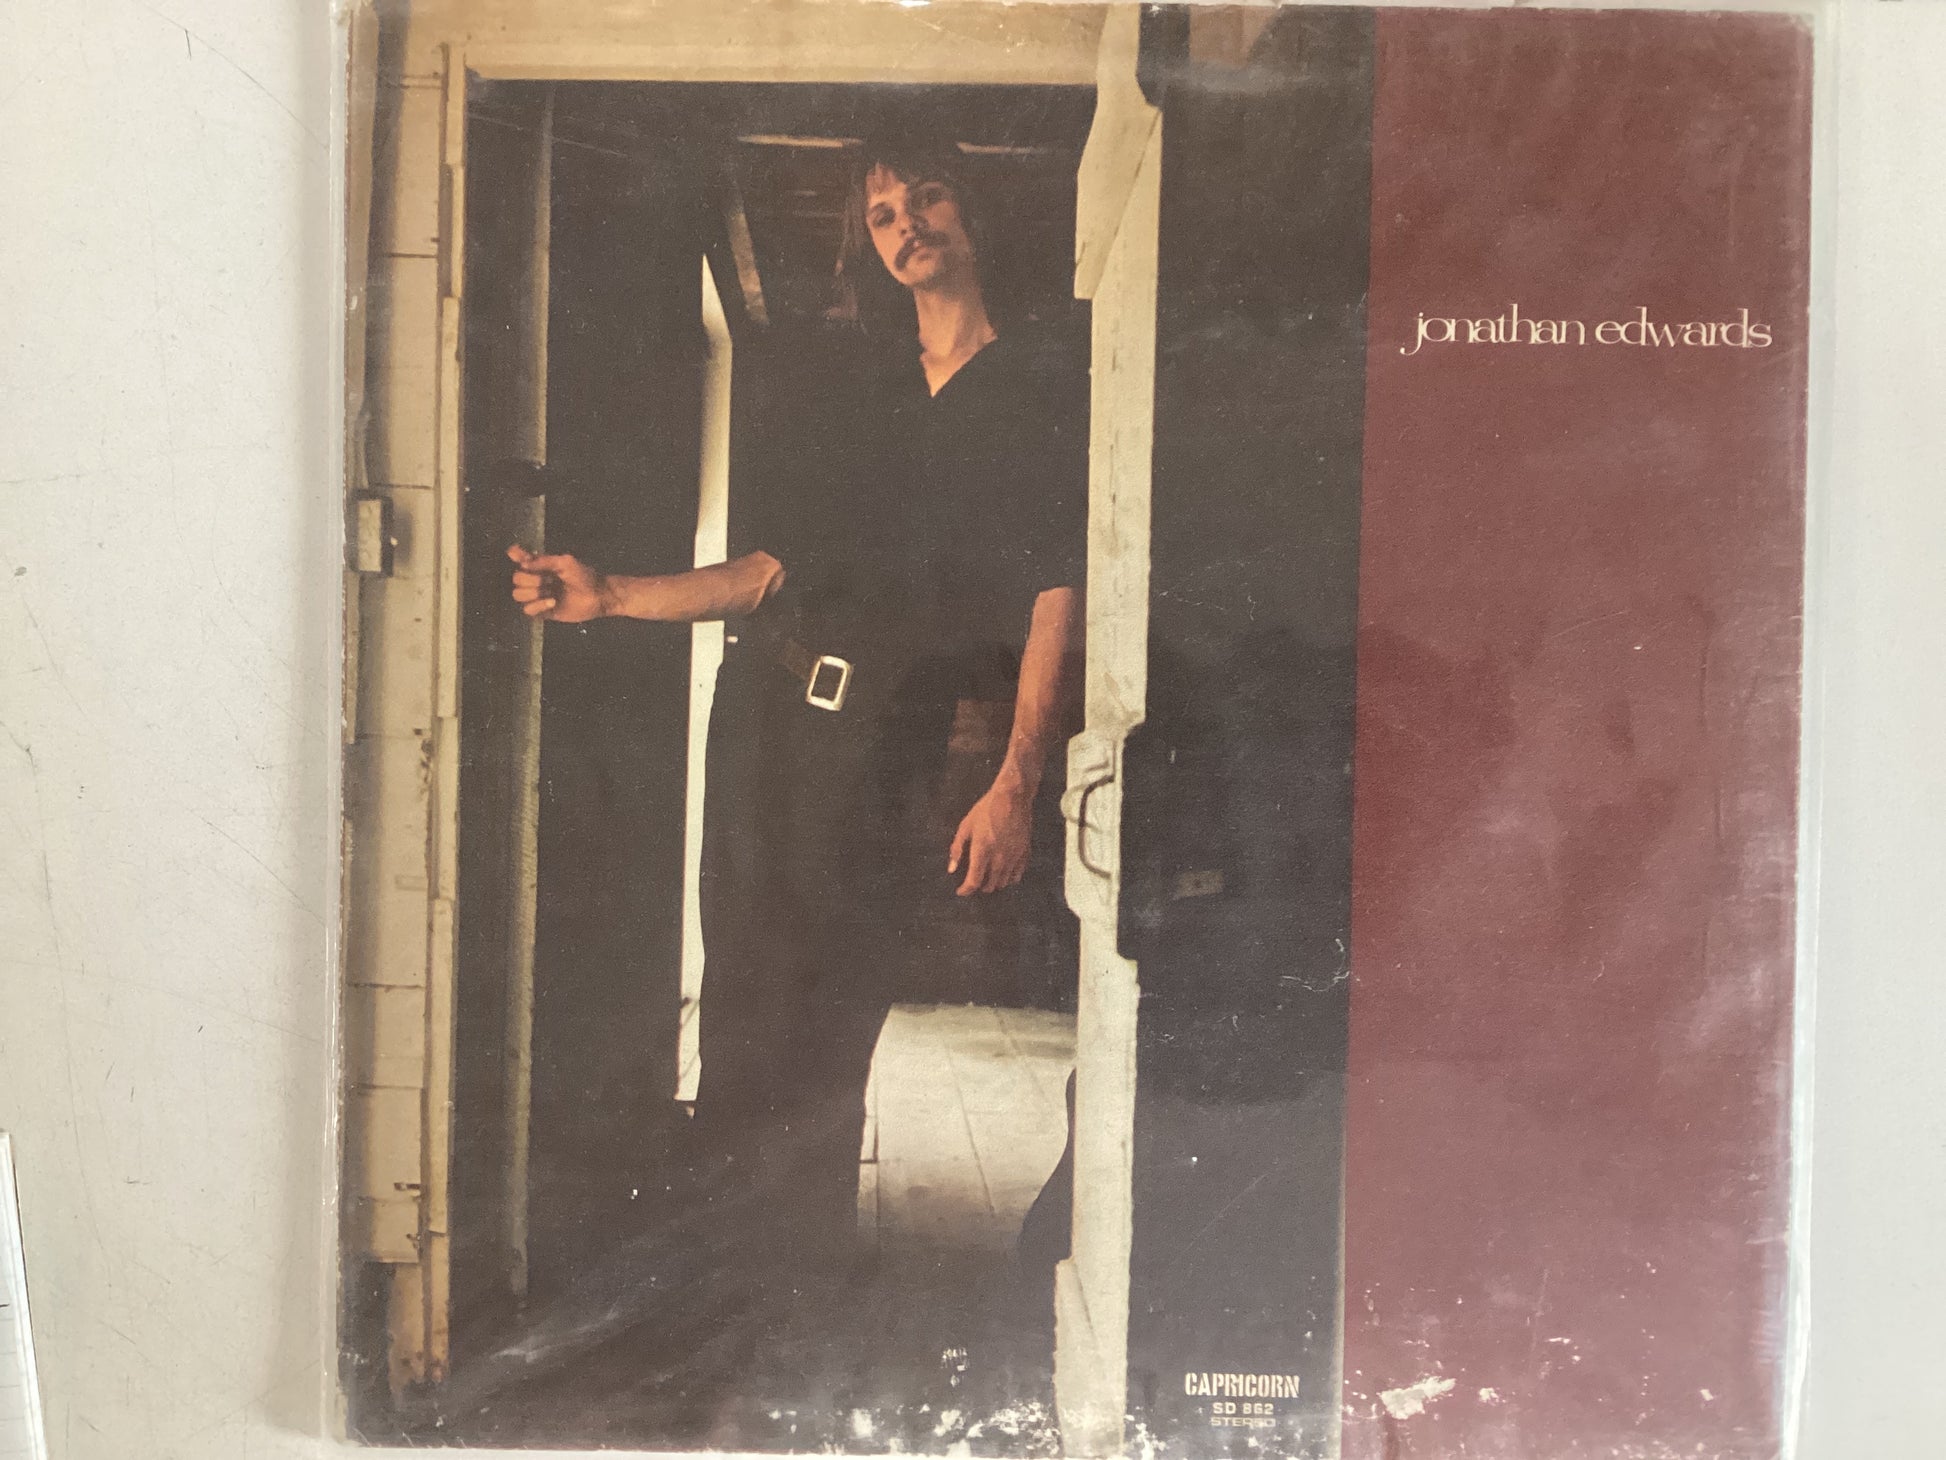 jonathan edwards
CAPRICORN
SD 862
STEREO